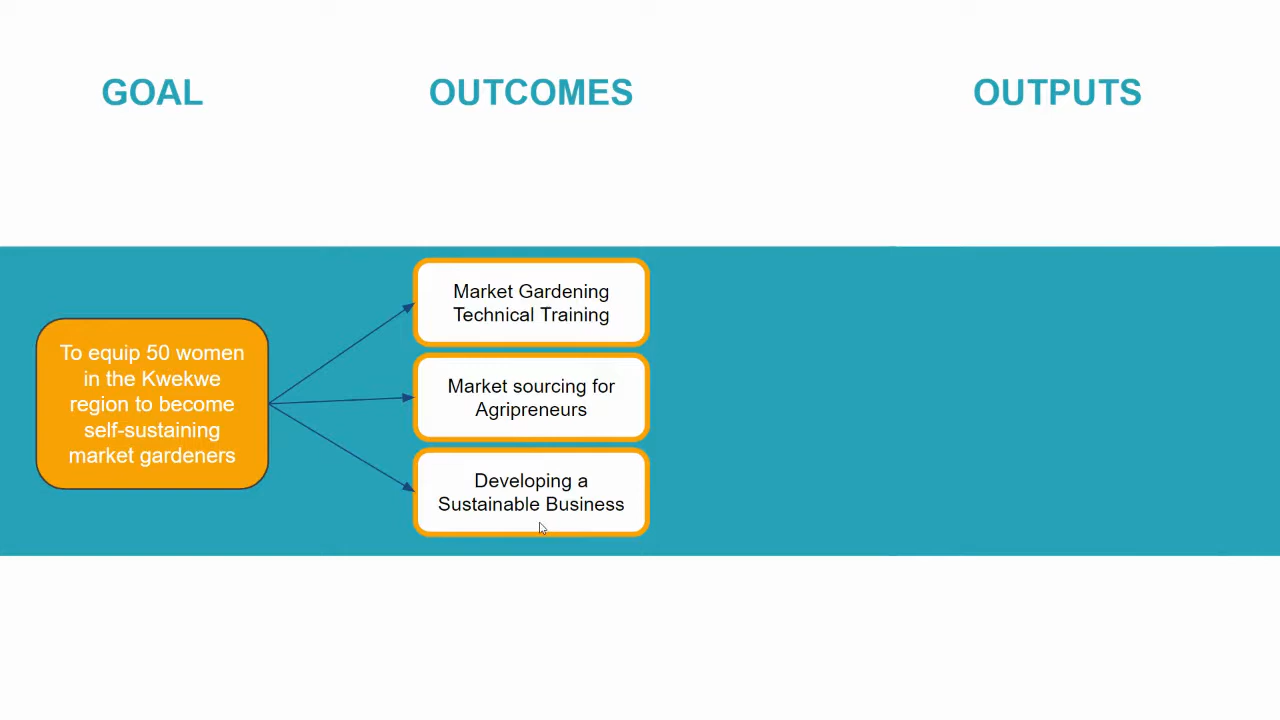 GOAL
OUTCOMES
OUTPUTS
To equip 50 women
in the Kwekwe
region to become
self-sustaining
market gardeners
Market Gardening
Technical Training
Market sourcing for
Agripreneurs
Developing a
Sustainable Business